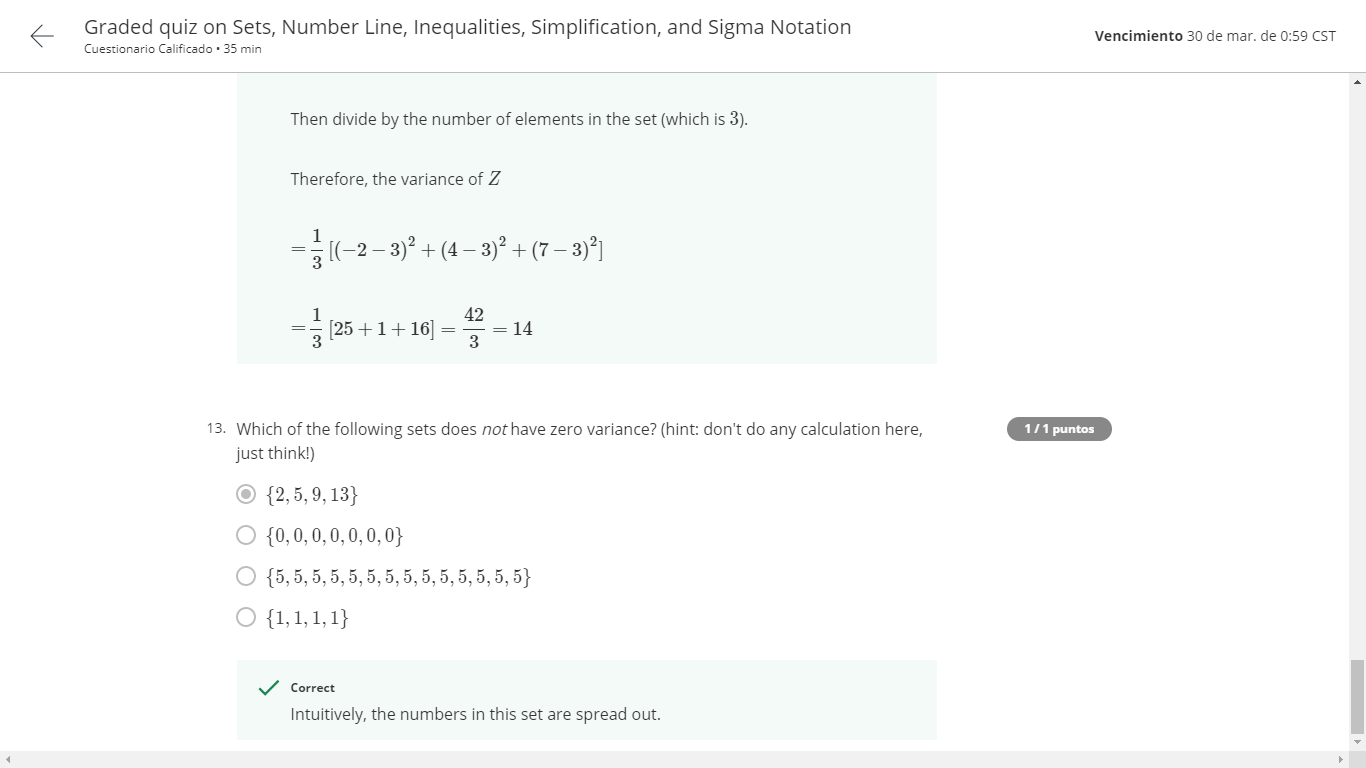 Graded quiz on Sets, Number Line, Inequalities, Simplification, and Sigma Notation
Cuestionario Calificado • 35 min
Vencimiento 30 de mar. de 0:59 CST
Then divide by the number of elements in the set (which is 3).
Therefore, the variance of Z
= 1/3 [(−2 − 3)² + (4 − 3)² + (7 − 3)²]
= 1/3 [25 + 1 + 16] = 42/3 = 14
13. Which of the following sets does not have zero variance? (hint: don't do any calculation here,
just think!)
1 / 1 puntos
{2, 5, 9, 13}
{0, 0, 0, 0, 0, 0, 0}
{5, 5, 5, 5, 5, 5, 5, 5, 5, 5, 5, 5, 5, 5}
{1, 1, 1, 1}
Correct
Intuitively, the numbers in this set are spread out.